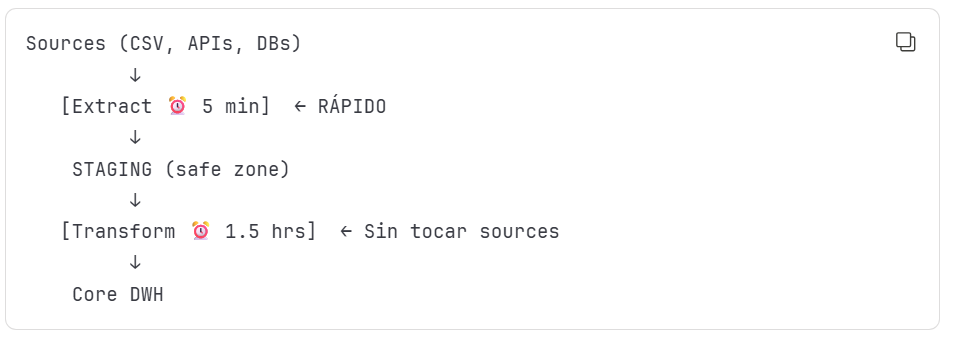 Sources (CSV, APIs, DBs)
↓
[Extract ⏰ 5 min]  ← RÁPIDO
↓
STAGING (safe zone)
↓
[Transform ⏰ 1.5 hrs]  ← Sin tocar sources
↓
Core DWH